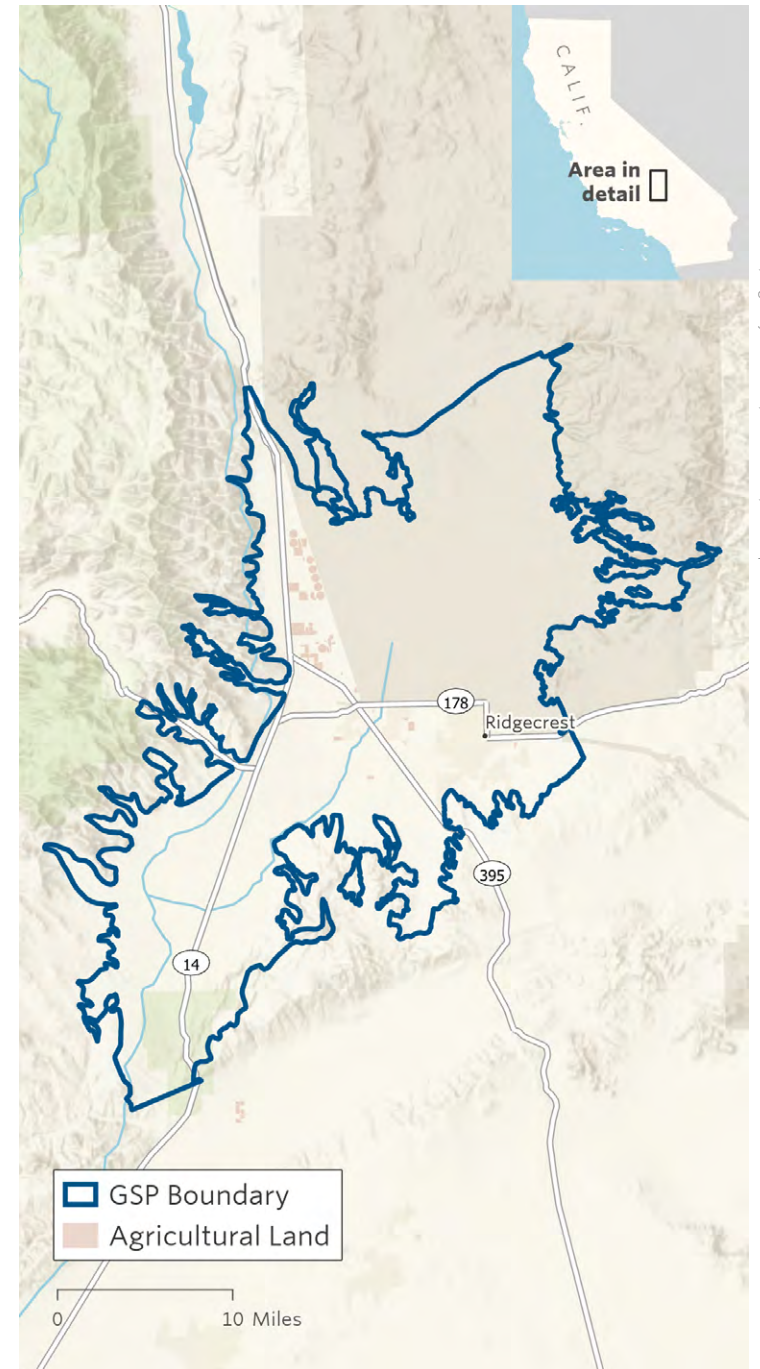 CALIF.
Area in
detail
178
Ridgecrest
395
14
GSP Boundary
Agricultural Land
0
10 Miles